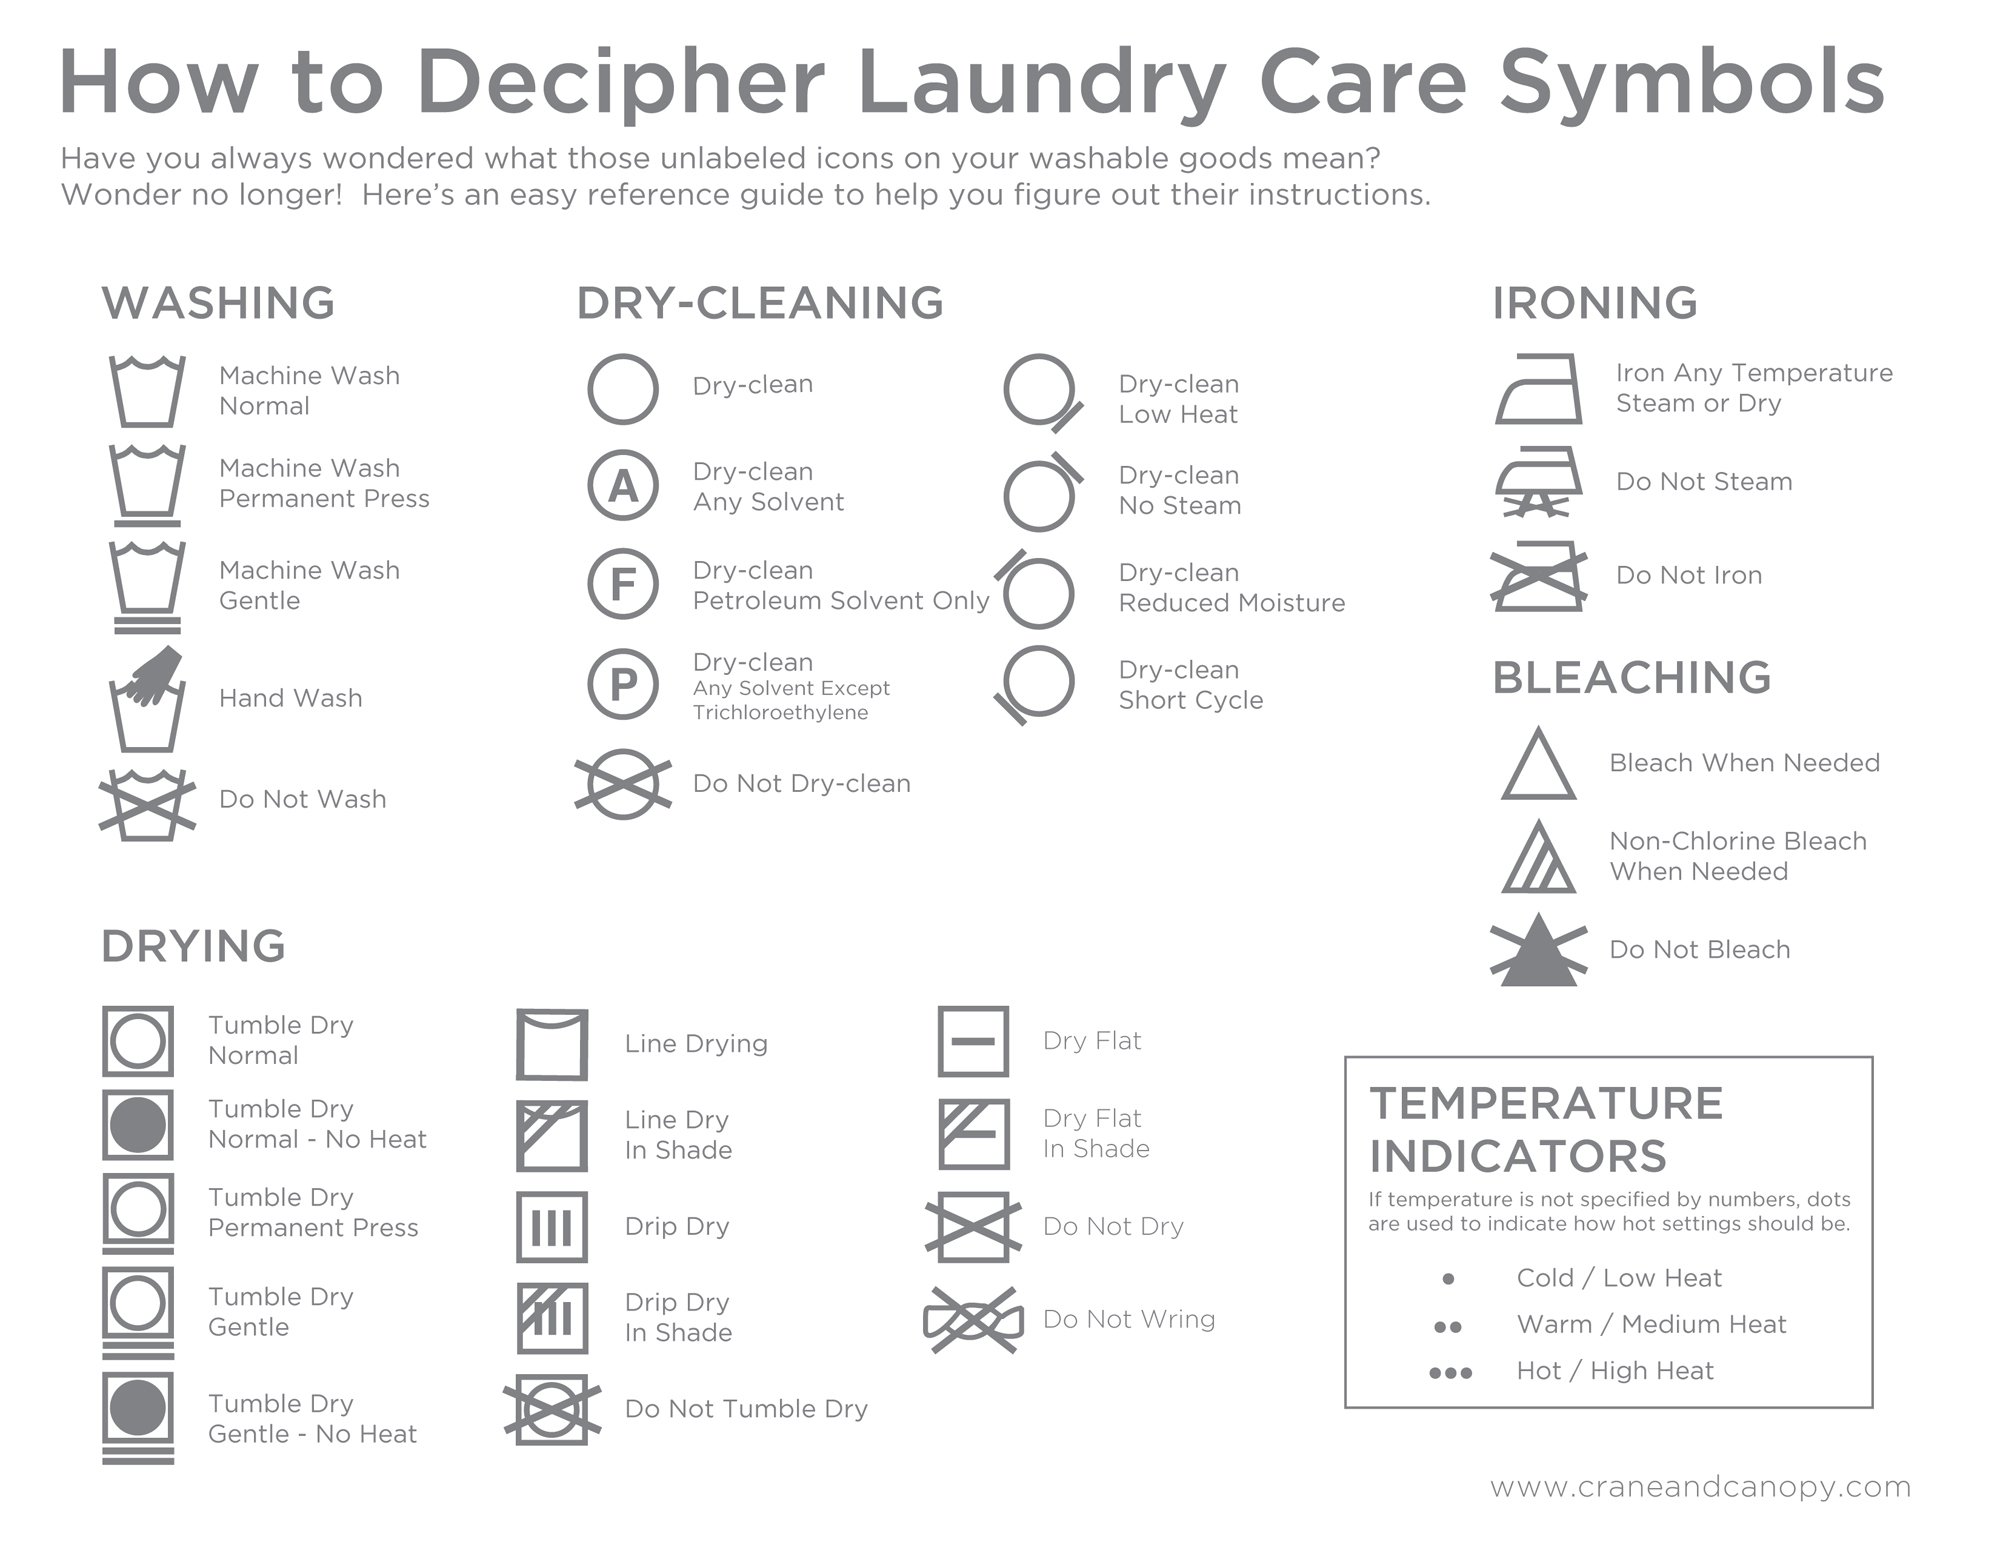 How to Decipher Laundry Care Symbols
Have you always wondered what those unlabeled icons on your washable goods mean?
Wonder no longer!  Here's an easy reference guide to help you figure out their instructions.
WASHING
Machine Wash
Normal
Machine Wash
Permanent Press
Machine Wash
Gentle
Hand Wash
Do Not Wash
DRY-CLEANING
Dry-clean
A
Dry-clean
Any Solvent
F
Dry-clean
Petroleum Solvent Only
P
Dry-clean
Any Solvent Except
Trichloroethylene
Do Not Dry-clean
Dry-clean
Low Heat
Dry-clean
No Steam
Dry-clean
Reduced Moisture
Dry-clean
Short Cycle
IRONING
Iron Any Temperature
Steam or Dry
Do Not Steam
Do Not Iron
BLEACHING
Bleach When Needed
Non-Chlorine Bleach
When Needed
Do Not Bleach
DRYING
Tumble Dry
Normal
Tumble Dry
Normal - No Heat
Tumble Dry
Permanent Press
Tumble Dry
Gentle
Tumble Dry
Gentle - No Heat
Line Drying
Line Dry
In Shade
Drip Dry
Drip Dry
In Shade
Do Not Tumble Dry
Dry Flat
Dry Flat
In Shade
Do Not Dry
Do Not Wring
TEMPERATURE
INDICATORS
If temperature is not specified by numbers, dots
are used to indicate how hot settings should be.
Cold / Low Heat
Warm / Medium Heat
Hot / High Heat
www.craneandcanopy.com